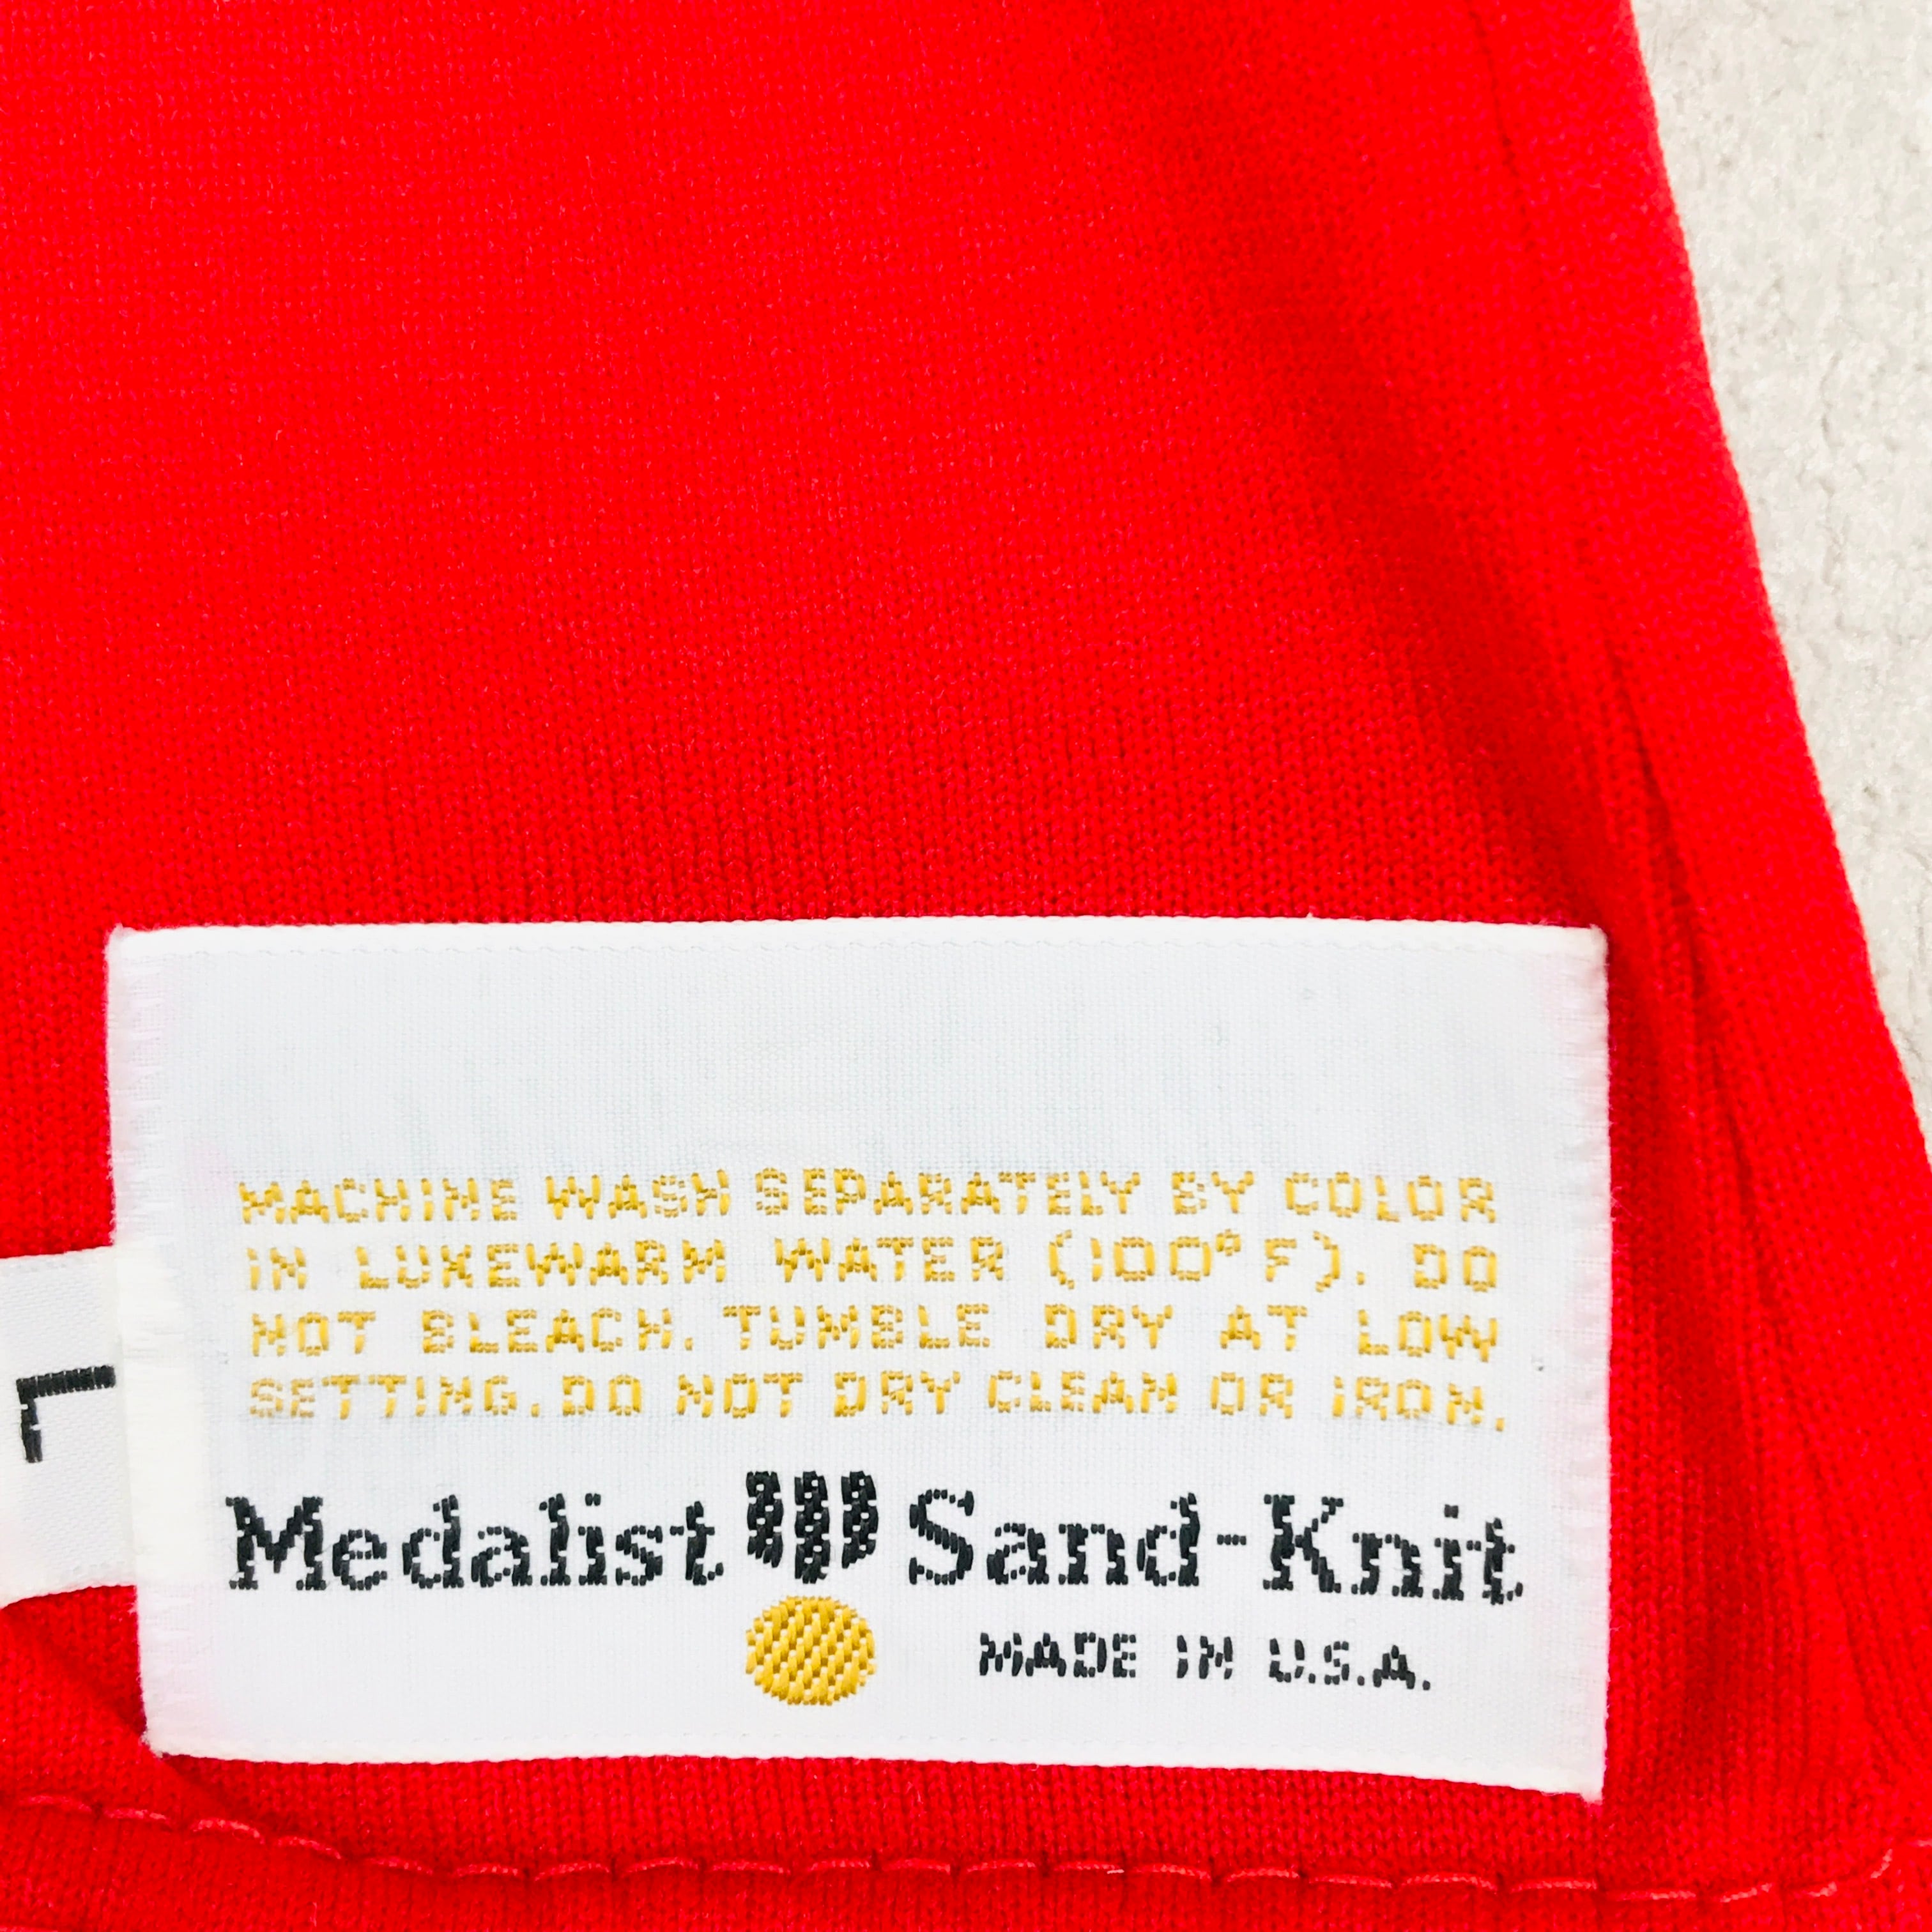 MACHINE WASH SEPARATELY BY COLOR
IN LUKEWARM WATER (100° F). DO
NOT BLEACH. TUMBLE DRY AT LOW
SETTING. DO NOT DRY CLEAN OR IRON.
L
Medalist Sand-Knit
MADE IN U.S.A.